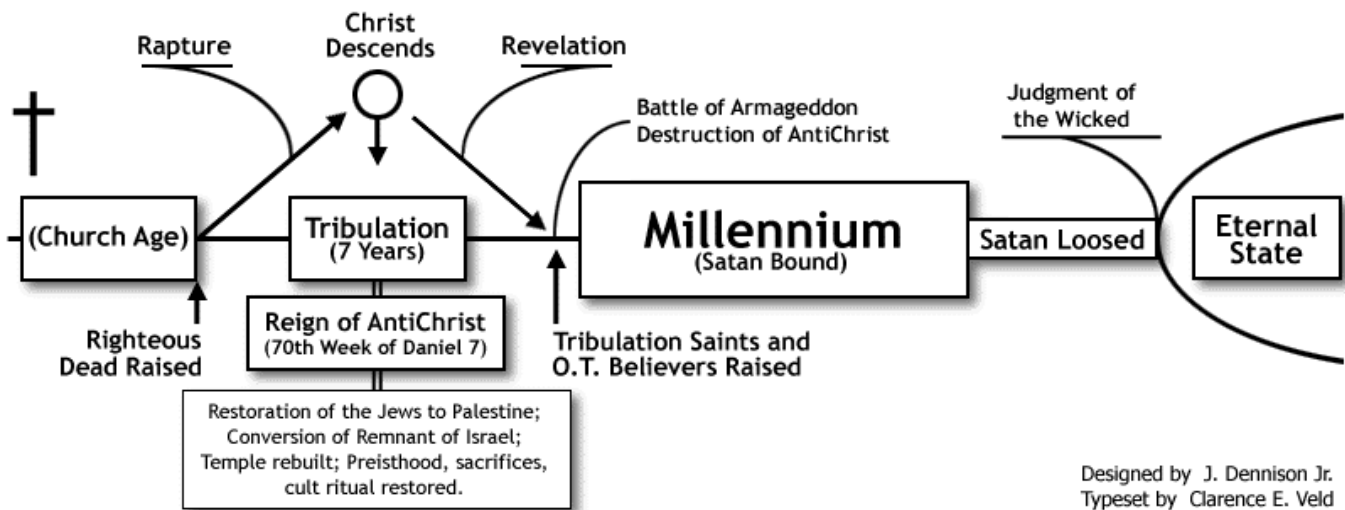 Christ
Descends
Rapture
Revelation
Battle of Armageddon
Destruction of AntiChrist
Judgment of
the Wicked
(Church Age)
Tribulation
(7 Years)
Millennium
(Satan Bound)
Satan Loosed
Eternal
State
Righteous
Dead Raised
Reign of AntiChrist
(70th Week of Daniel 7)
Tribulation Saints and
O.T. Believers Raised
Restoration of the Jews to Palestine;
Conversion of Remnant of Israel;
Temple rebuilt; Preisthood, sacrifices,
cult ritual restored.
Designed by J. Dennison Jr.
Typeset by Clarence E. Veld